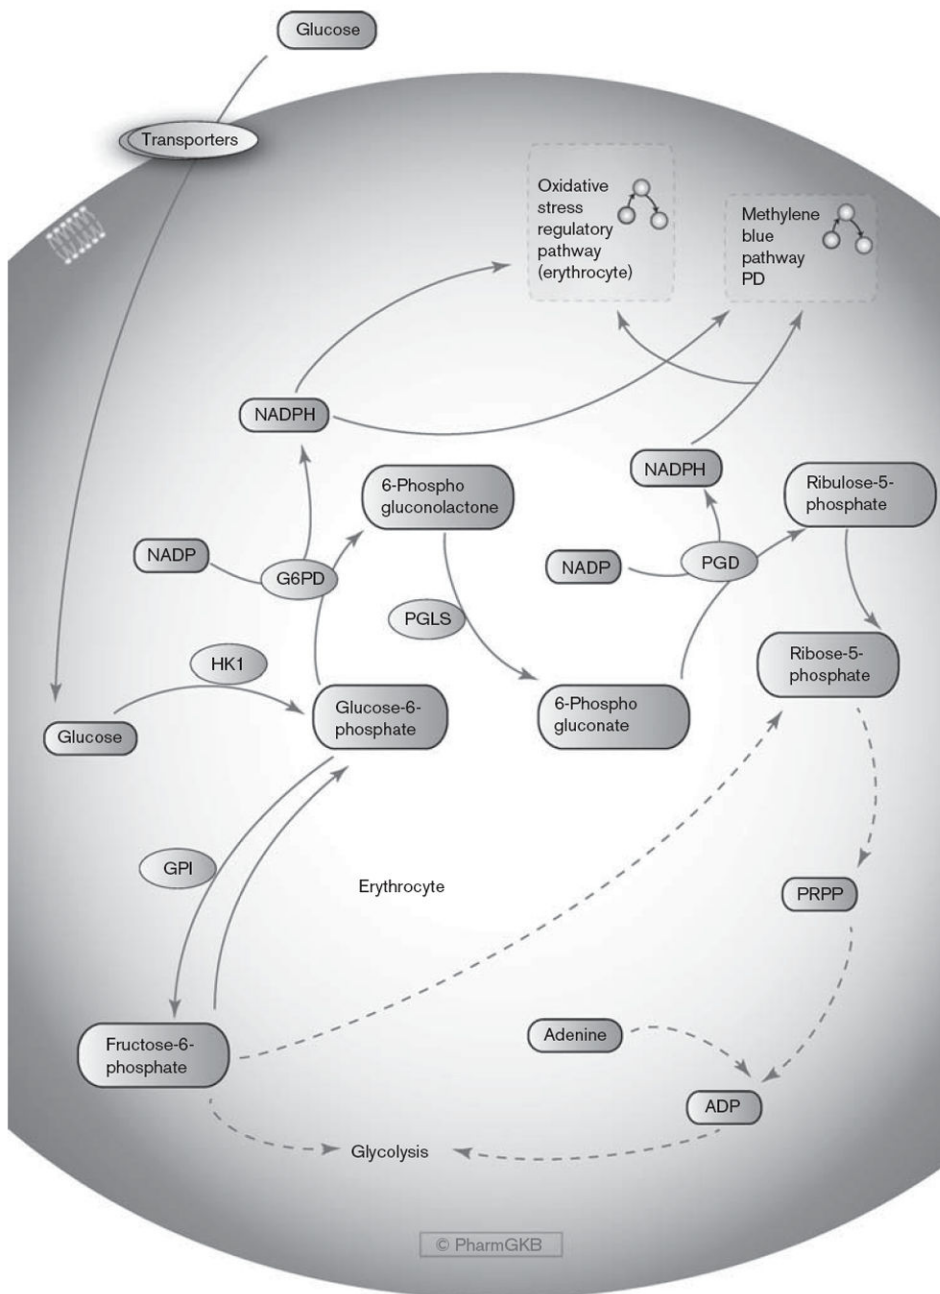 Glucose
Transporters
Oxidative
stress
regulatory
pathway
(erythrocyte)
Methylene
blue
pathway
PD
NADPH
NADPH
6-Phospho
gluconolactone
Ribulose-5-
phosphate
NADP
G6PD
NADP
PGD
PGLS
HK1
Ribose-5-
phosphate
Glucose
Glucose-6-
phosphate
6-Phospho
gluconate
GPI
Erythrocyte
PRPP
Fructose-6-
phosphate
Adenine
ADP
Glycolysis
© PharmGKB